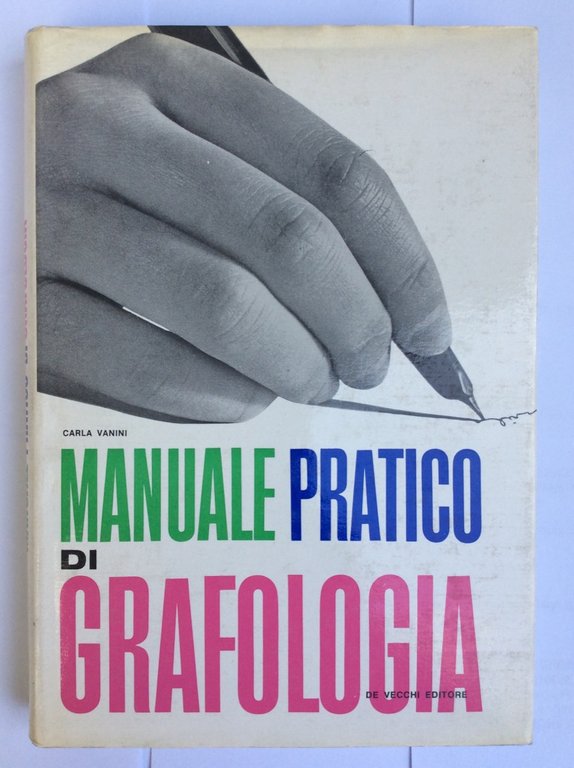 CARLA VANINI
MANUALE PRATICO
DI
GRAFOLOGIA
DE VECCHI EDITORE